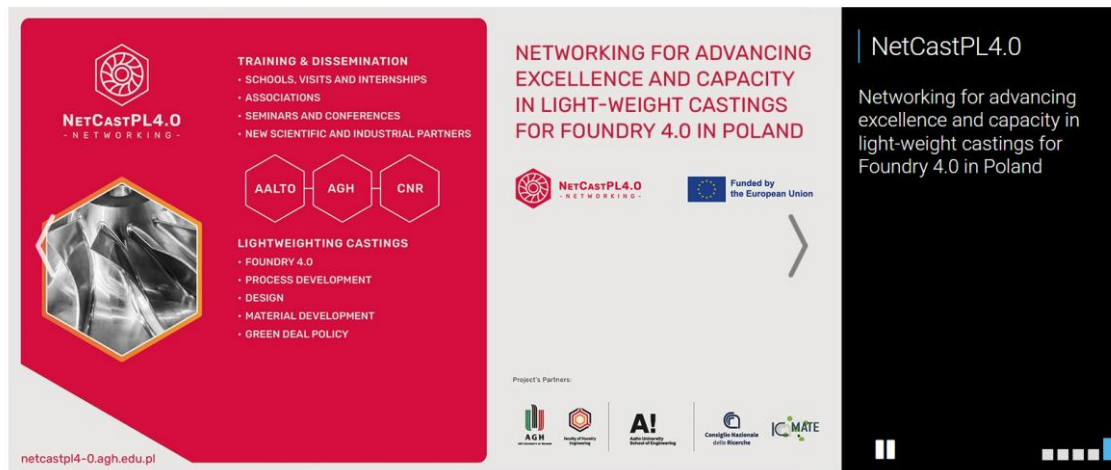 NETCASTPL4.0
- NETWORKING -
TRAINING & DISSEMINATION
• SCHOOLS, VISITS AND INTERNSHIPS
• ASSOCIATIONS
• SEMINARS AND CONFERENCES
• NEW SCIENTIFIC AND INDUSTRIAL PARTNERS
AALTO
AGH
CNR
LIGHTWEIGHTING CASTINGS
• FOUNDRY 4.0
• PROCESS DEVELOPMENT
• DESIGN
• MATERIAL DEVELOPMENT
• GREEN DEAL POLICY
netcastpl4-0.agh.edu.pl
NETWORKING FOR ADVANCING
EXCELLENCE AND CAPACITY
IN LIGHT-WEIGHT CASTINGS
FOR FOUNDRY 4.0 IN POLAND
NETCASTPL4.0
- NETWORKING -
Funded by
the European Union
Project's Partners:
AGH
Faculty of Foundry
Engineering
A!
Aalto University
School of Engineering
Consiglio Nazionale
delle Ricerche
ICMATE
NetCastPL4.0
Networking for advancing
excellence and capacity in
light-weight castings for
Foundry 4.0 in Poland